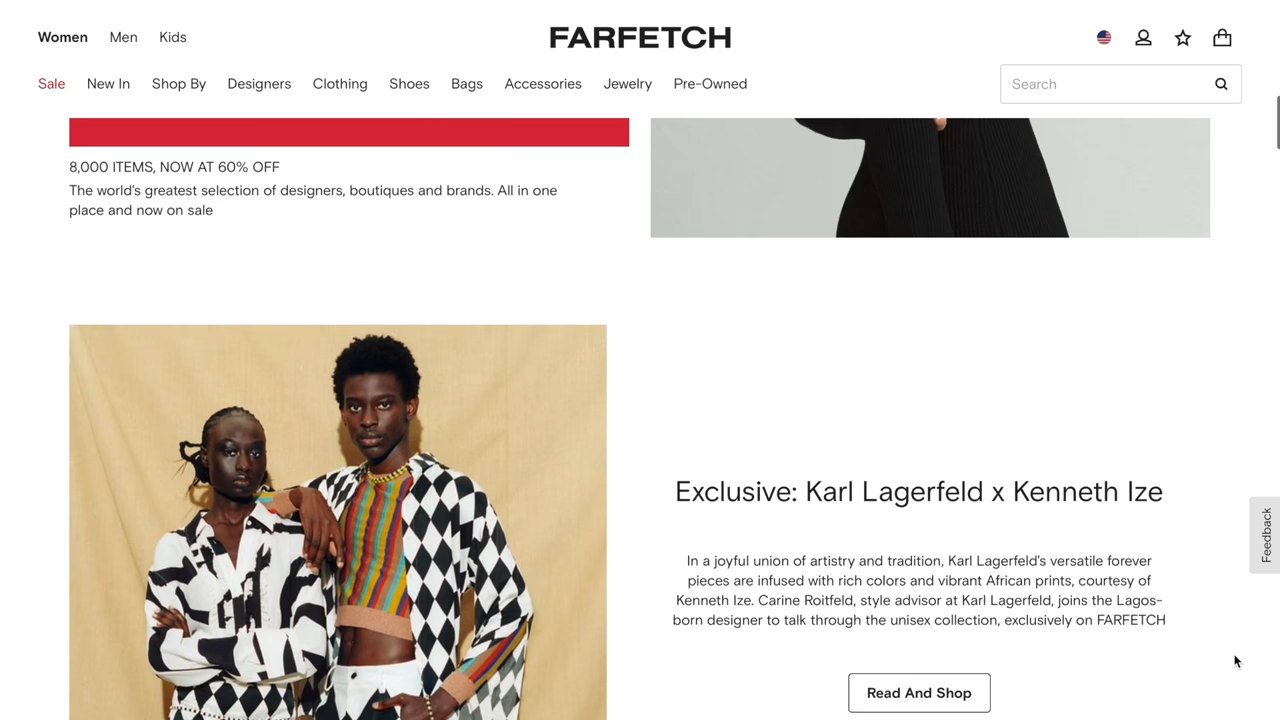 Women Men Kids
FARFETCH
Sale New In Shop By Designers Clothing Shoes Bags Accessories Jewelry Pre-Owned
Search
8,000 ITEMS, NOW AT 60% OFF
The world's greatest selection of designers, boutiques and brands. All in one
place and now on sale
Exclusive: Karl Lagerfeld x Kenneth Ize
In a joyful union of artistry and tradition, Karl Lagerfeld's versatile forever
pieces are infused with rich colors and vibrant African prints, courtesy of
Kenneth Ize. Carine Roitfeld, style advisor at Karl Lagerfeld, joins the Lagos-
born designer to talk through the unisex collection, exclusively on FARFETCH
Read And Shop
Feedback